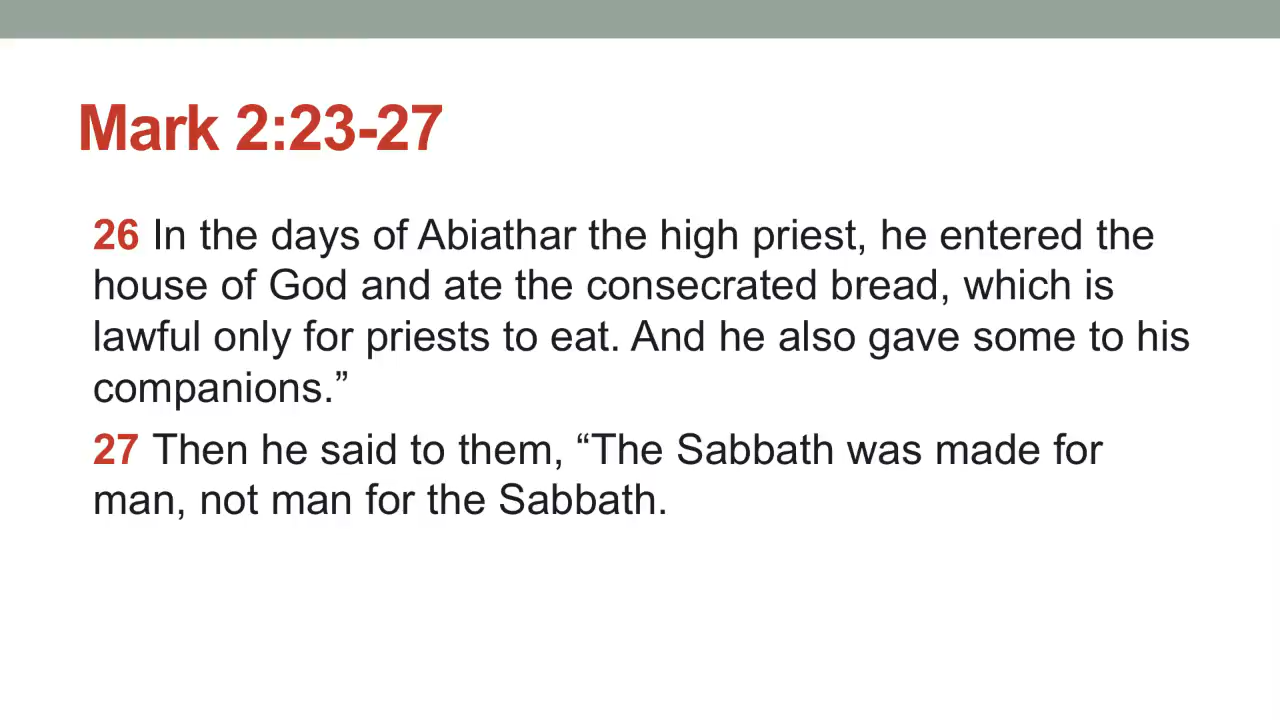 Mark 2:23-27
26 In the days of Abiathar the high priest, he entered the
house of God and ate the consecrated bread, which is
lawful only for priests to eat. And he also gave some to his
companions.”
27 Then he said to them, “The Sabbath was made for
man, not man for the Sabbath.